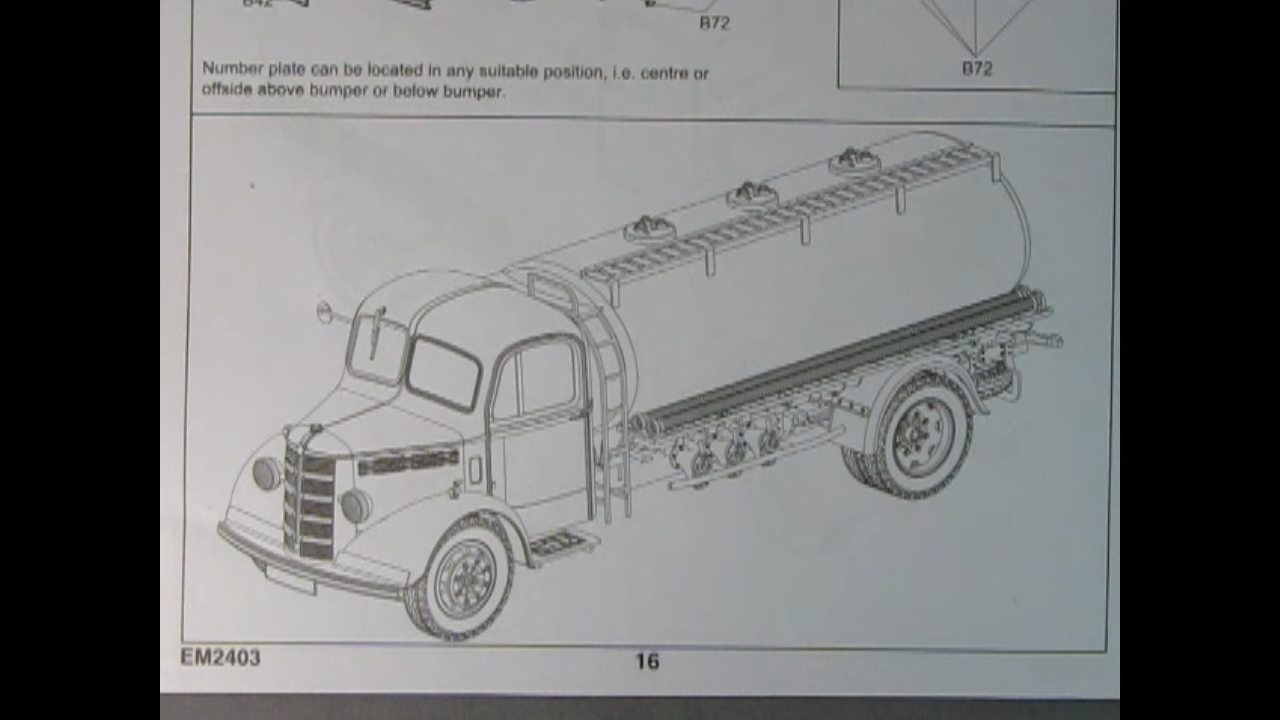 B42
B72
B72
Number plate can be located in any suitable position, i.e. centre or
offside above bumper or below bumper.
EM2403
16